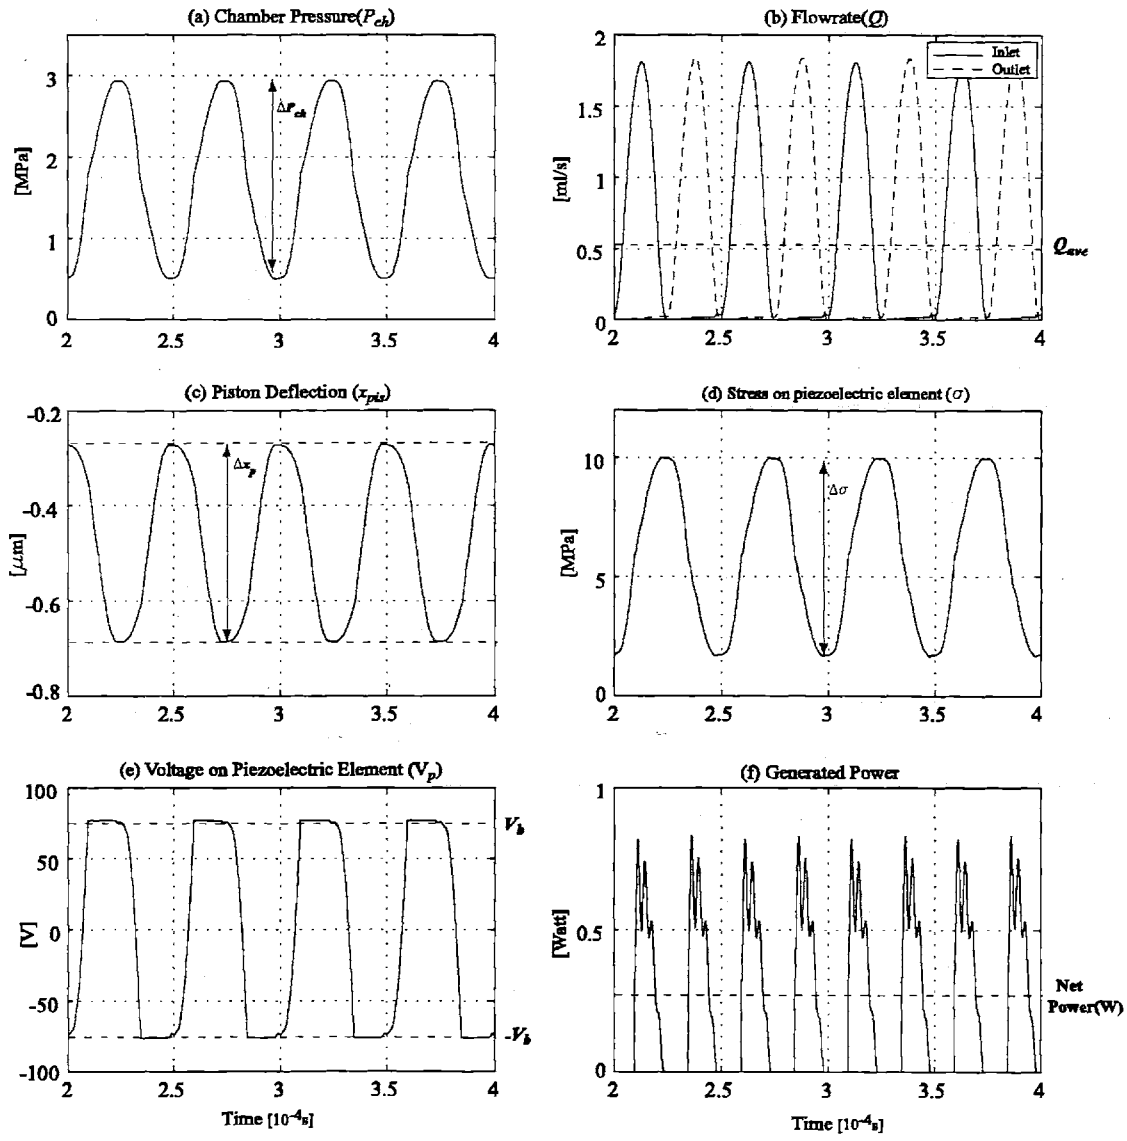 (a) Chamber Pressure(P_ch)
3
2
1
0
[MPa]
ΔP_ch
2 2.5 3 3.5 4
(b) Flowrate(Q)
2
1.5
1
0.5
0
[ml/s]
Inlet
Outlet
Q_ave
2 2.5 3 3.5 4
(c) Piston Deflection (x_pis)
-0.2
-0.4
-0.6
-0.8
[μm]
Δx_p
2 2.5 3 3.5 4
(d) Stress on piezoelectric element (σ)
10
5
0
[MPa]
Δσ
2 2.5 3 3.5 4
(e) Voltage on Piezoelectric Element (V_p)
100
50
0
-50
-100
[V]
V_b
-V_b
2 2.5 3 3.5 4
Time [10^-4s]
(f) Generated Power
1
0.5
0
[Watt]
Net
Power(W)
2 2.5 3 3.5 4
Time [10^-4s]